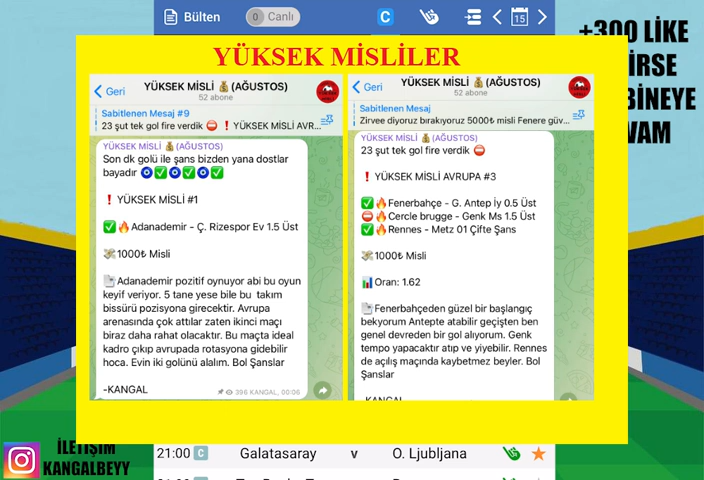 Bülten
0 Canlı
C
15
+300 LİKE
YÜKSEK MİSLİLER
Geri
YÜKSEK MİSLİ 💰(AĞUSTOS)
52 abone
Sabitlenen Mesaj #9
23 şut tek gol fire verdik ⛔ ❗ YÜKSEK MİSLİ AVR...
YÜKSEK MİSLİ 💰(AĞUSTOS)
Son dk golü ile şans bizden yana dostlar
bayadır 🧿✅🧿✅🧿✅
❗ YÜKSEK MİSLİ #1
✅🔥Adanademir - Ç. Rizespor Ev 1.5 Üst
💸1000₺ Misli
📄Adanademir pozitif oynuyor abi bu oyun
keyif veriyor. 5 tane yese bile bu takım
bissürü pozisyona girecektir. Avrupa
arenasında çok attılar zaten ikinci maçı
biraz daha rahat olacaktır. Bu maçta ideal
kadro çıkıp avrupada rotasyona gidebilir
hoca. Evin iki golünü alalım. Bol Şanslar
-KANGAL
396 KANGAL, 00:06
Geri
YÜKSEK MİSLİ 💰(AĞUSTOS)
52 abone
Sabitlenen Mesaj
Zirvee diyoruz bırakıyoruz 5000₺ misli Fenere güv...
YÜKSEK MİSLİ 💰(AĞUSTOS)
23 şut tek gol fire verdik ⛔
❗ YÜKSEK MİSLİ AVRUPA #3
✅🔥Fenerbahçe - G. Antep İy 0.5 Üst
⛔🔥Cercle brugge - Genk Ms 1.5 Üst
✅🔥Rennes - Metz 01 Çifte Şans
💸1000₺ Misli
📊Oran: 1.62
📄Fenerbahçeden güzel bir başlangıç
bekyorum Antepte atabilir geçişten ben
genel devreden bir gol alıyorum. Genk
tempo yapacaktır atıp ve yiyebilir. Rennes
de açılış maçında kaybetmez beyler. Bol
Şanslar
-KANGAL
İRSE
BİNEYE
VAM
İLETİŞİM
KANGALBEYY
21:00 C Galatasaray v O. Ljubljana